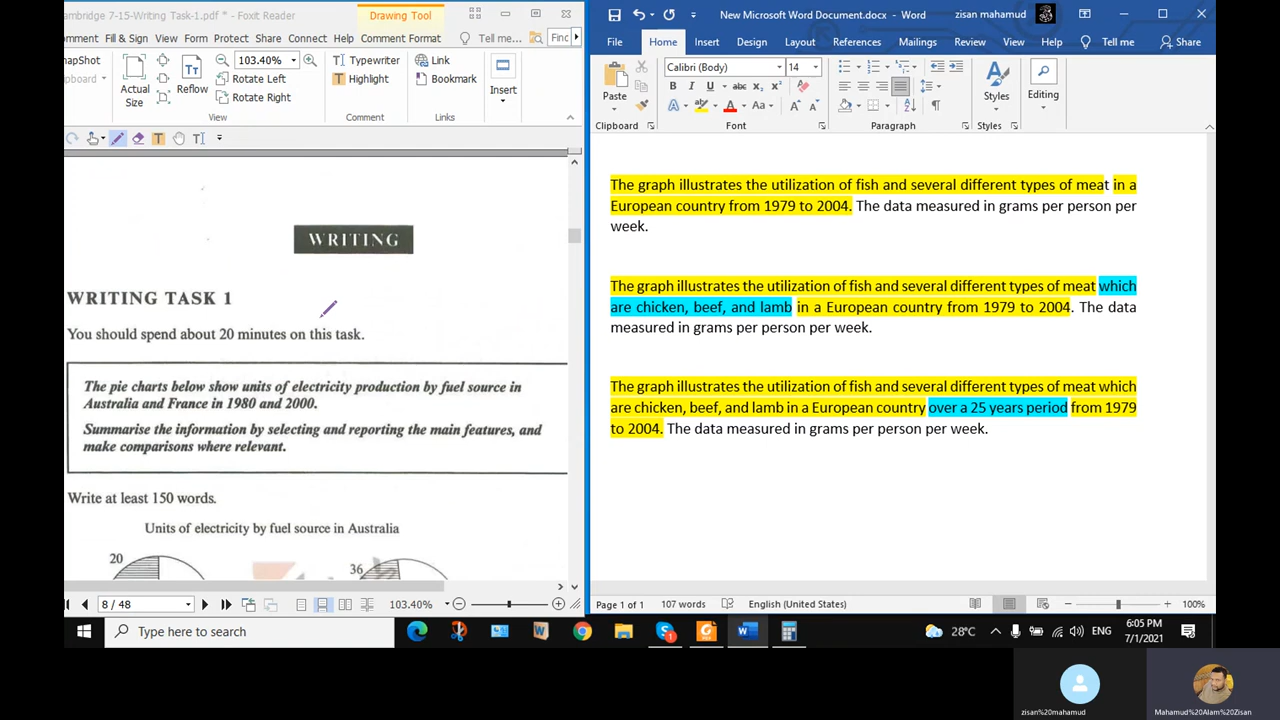 ambridge 7-15-Writing Task-1.pdf * - Foxit Reader
Drawing Tool
omment Fill & Sign View Form Protect Share Connect Help Comment Format Tell me... Find
napShot
pboard
Actual Size
Reflow
103.40%
Rotate Left
Rotate Right
View
Typewriter
Highlight
Comment
Link
Bookmark
Links
Insert
WRITING
WRITING TASK 1
You should spend about 20 minutes on this task.
The pie charts below show units of electricity production by fuel source in
Australia and France in 1980 and 2000.
Summarise the information by selecting and reporting the main features, and
make comparisons where relevant.
Write at least 150 words.
Units of electricity by fuel source in Australia
20
36
8 / 48
103.40%
New Microsoft Word Document.docx - Word
zisan mahamud
File Home Insert Design Layout References Mailings Review View Help Tell me Share
Paste
Clipboard
Calibri (Body) 14
B I U abc x₂ x²
A aby A Aa A A
Font
Paragraph
Styles
Styles
Editing
The graph illustrates the utilization of fish and several different types of meat in a
European country from 1979 to 2004. The data measured in grams per person per
week.
The graph illustrates the utilization of fish and several different types of meat which
are chicken, beef, and lamb in a European country from 1979 to 2004. The data
measured in grams per person per week.
The graph illustrates the utilization of fish and several different types of meat which
are chicken, beef, and lamb in a European country over a 25 years period from 1979
to 2004. The data measured in grams per person per week.
Page 1 of 1 107 words English (United States) 100%
Type here to search
28°C
ENG
6:05 PM
7/1/2021
zisan%20mahamud
Mahamud%20Alam%20Zisan